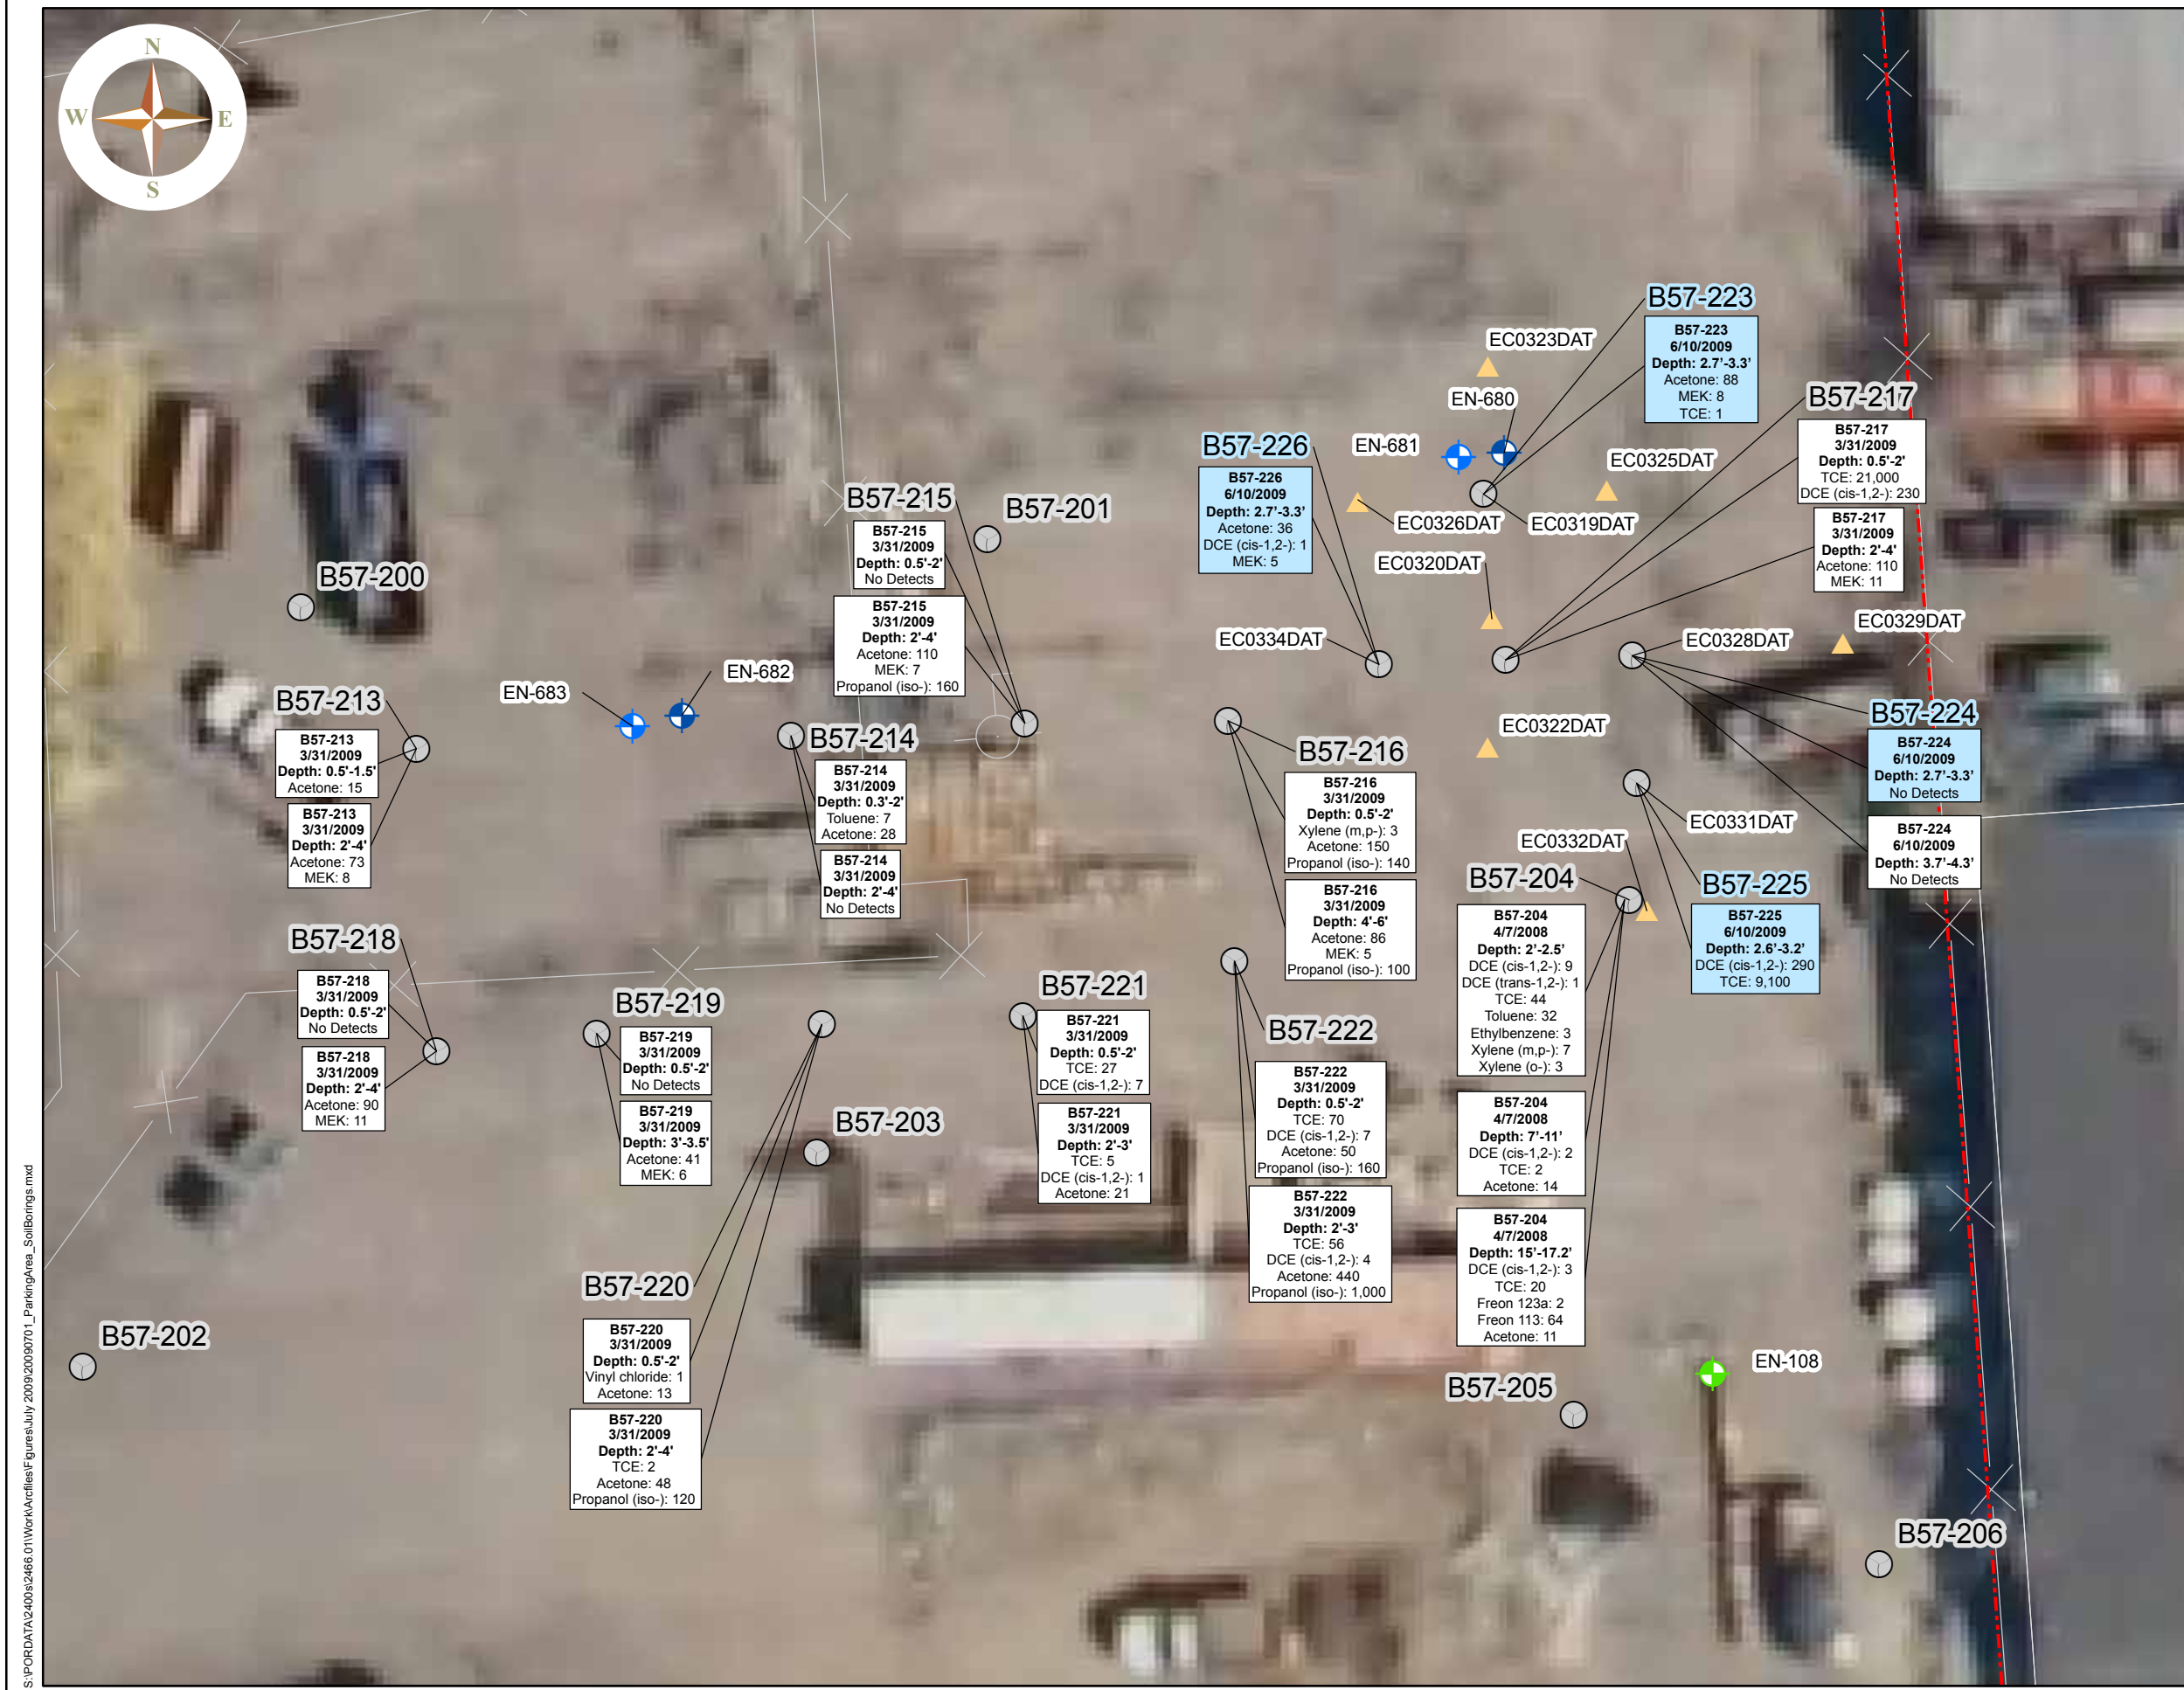 N
W
E
S
B57-223
B57-223
6/10/2009
Depth: 2.7'-3.3'
Acetone: 88
MEK: 8
TCE: 1
EC0323DAT
EN-680
EN-681
EC0325DAT
EC0326DAT
EC0319DAT
EC0320DAT
B57-217
B57-217
3/31/2009
Depth: 0.5'-2'
TCE: 21,000
DCE (cis-1,2-): 230
B57-217
3/31/2009
Depth: 2'-4'
Acetone: 110
MEK: 11
B57-226
B57-226
6/10/2009
Depth: 2.7'-3.3'
Acetone: 36
DCE (cis-1,2-): 1
MEK: 5
EC0334DAT
EC0328DAT
EC0329DAT
B57-215
B57-215
3/31/2009
Depth: 0.5'-2'
No Detects
B57-215
3/31/2009
Depth: 2'-4'
Acetone: 110
MEK: 7
Propanol (iso-): 160
B57-201
B57-200
EN-683
EN-682
B57-213
B57-213
3/31/2009
Depth: 0.5'-1.5'
Acetone: 15
B57-213
3/31/2009
Depth: 2'-4'
Acetone: 73
MEK: 8
B57-214
B57-214
3/31/2009
Depth: 0.3'-2'
Toluene: 7
Acetone: 28
B57-214
3/31/2009
Depth: 2'-4'
No Detects
B57-216
B57-216
3/31/2009
Depth: 0.5'-2'
Xylene (m,p-): 3
Acetone: 150
Propanol (iso-): 140
B57-216
3/31/2009
Depth: 4'-6'
Acetone: 86
MEK: 5
Propanol (iso-): 100
EC0322DAT
B57-224
B57-224
6/10/2009
Depth: 2.7'-3.3'
No Detects
B57-224
6/10/2009
Depth: 3.7'-4.3'
No Detects
EC0331DAT
EC0332DAT
B57-225
B57-225
6/10/2009
Depth: 2.6'-3.2'
DCE (cis-1,2-): 290
TCE: 9,100
B57-204
B57-204
4/7/2008
Depth: 2'-2.5'
DCE (cis-1,2-): 9
DCE (trans-1,2-): 1
TCE: 44
Toluene: 32
Ethylbenzene: 3
Xylene (m,p-): 7
Xylene (o-): 3
B57-204
4/7/2008
Depth: 7'-11'
DCE (cis-1,2-): 2
TCE: 2
Acetone: 14
B57-204
4/7/2008
Depth: 15'-17.2'
DCE (cis-1,2-): 3
TCE: 20
Freon 123a: 2
Freon 113: 64
Acetone: 11
B57-218
B57-218
3/31/2009
Depth: 0.5'-2'
No Detects
B57-218
3/31/2009
Depth: 2'-4'
Acetone: 90
MEK: 11
B57-219
B57-219
3/31/2009
Depth: 0.5'-2'
No Detects
B57-219
3/31/2009
Depth: 3'-3.5'
Acetone: 41
MEK: 6
B57-221
B57-221
3/31/2009
Depth: 0.5'-2'
TCE: 27
DCE (cis-1,2-): 7
B57-221
3/31/2009
Depth: 2'-3'
TCE: 5
DCE (cis-1,2-): 1
Acetone: 21
B57-222
B57-222
3/31/2009
Depth: 0.5'-2'
TCE: 70
DCE (cis-1,2-): 7
Acetone: 50
Propanol (iso-): 160
B57-222
3/31/2009
Depth: 2'-3'
TCE: 56
DCE (cis-1,2-): 4
Acetone: 440
Propanol (iso-): 1,000
B57-203
B57-220
B57-220
3/31/2009
Depth: 0.5'-2'
Vinyl chloride: 1
Acetone: 13
B57-220
3/31/2009
Depth: 2'-4'
TCE: 2
Acetone: 48
Propanol (iso-): 120
B57-202
B57-205
EN-108
B57-206
S:\PORDATA\2400s\2466.01\Work\Arcfiles\Figures\July 2009\20090701_ParkingArea_SoilBorings.mxd